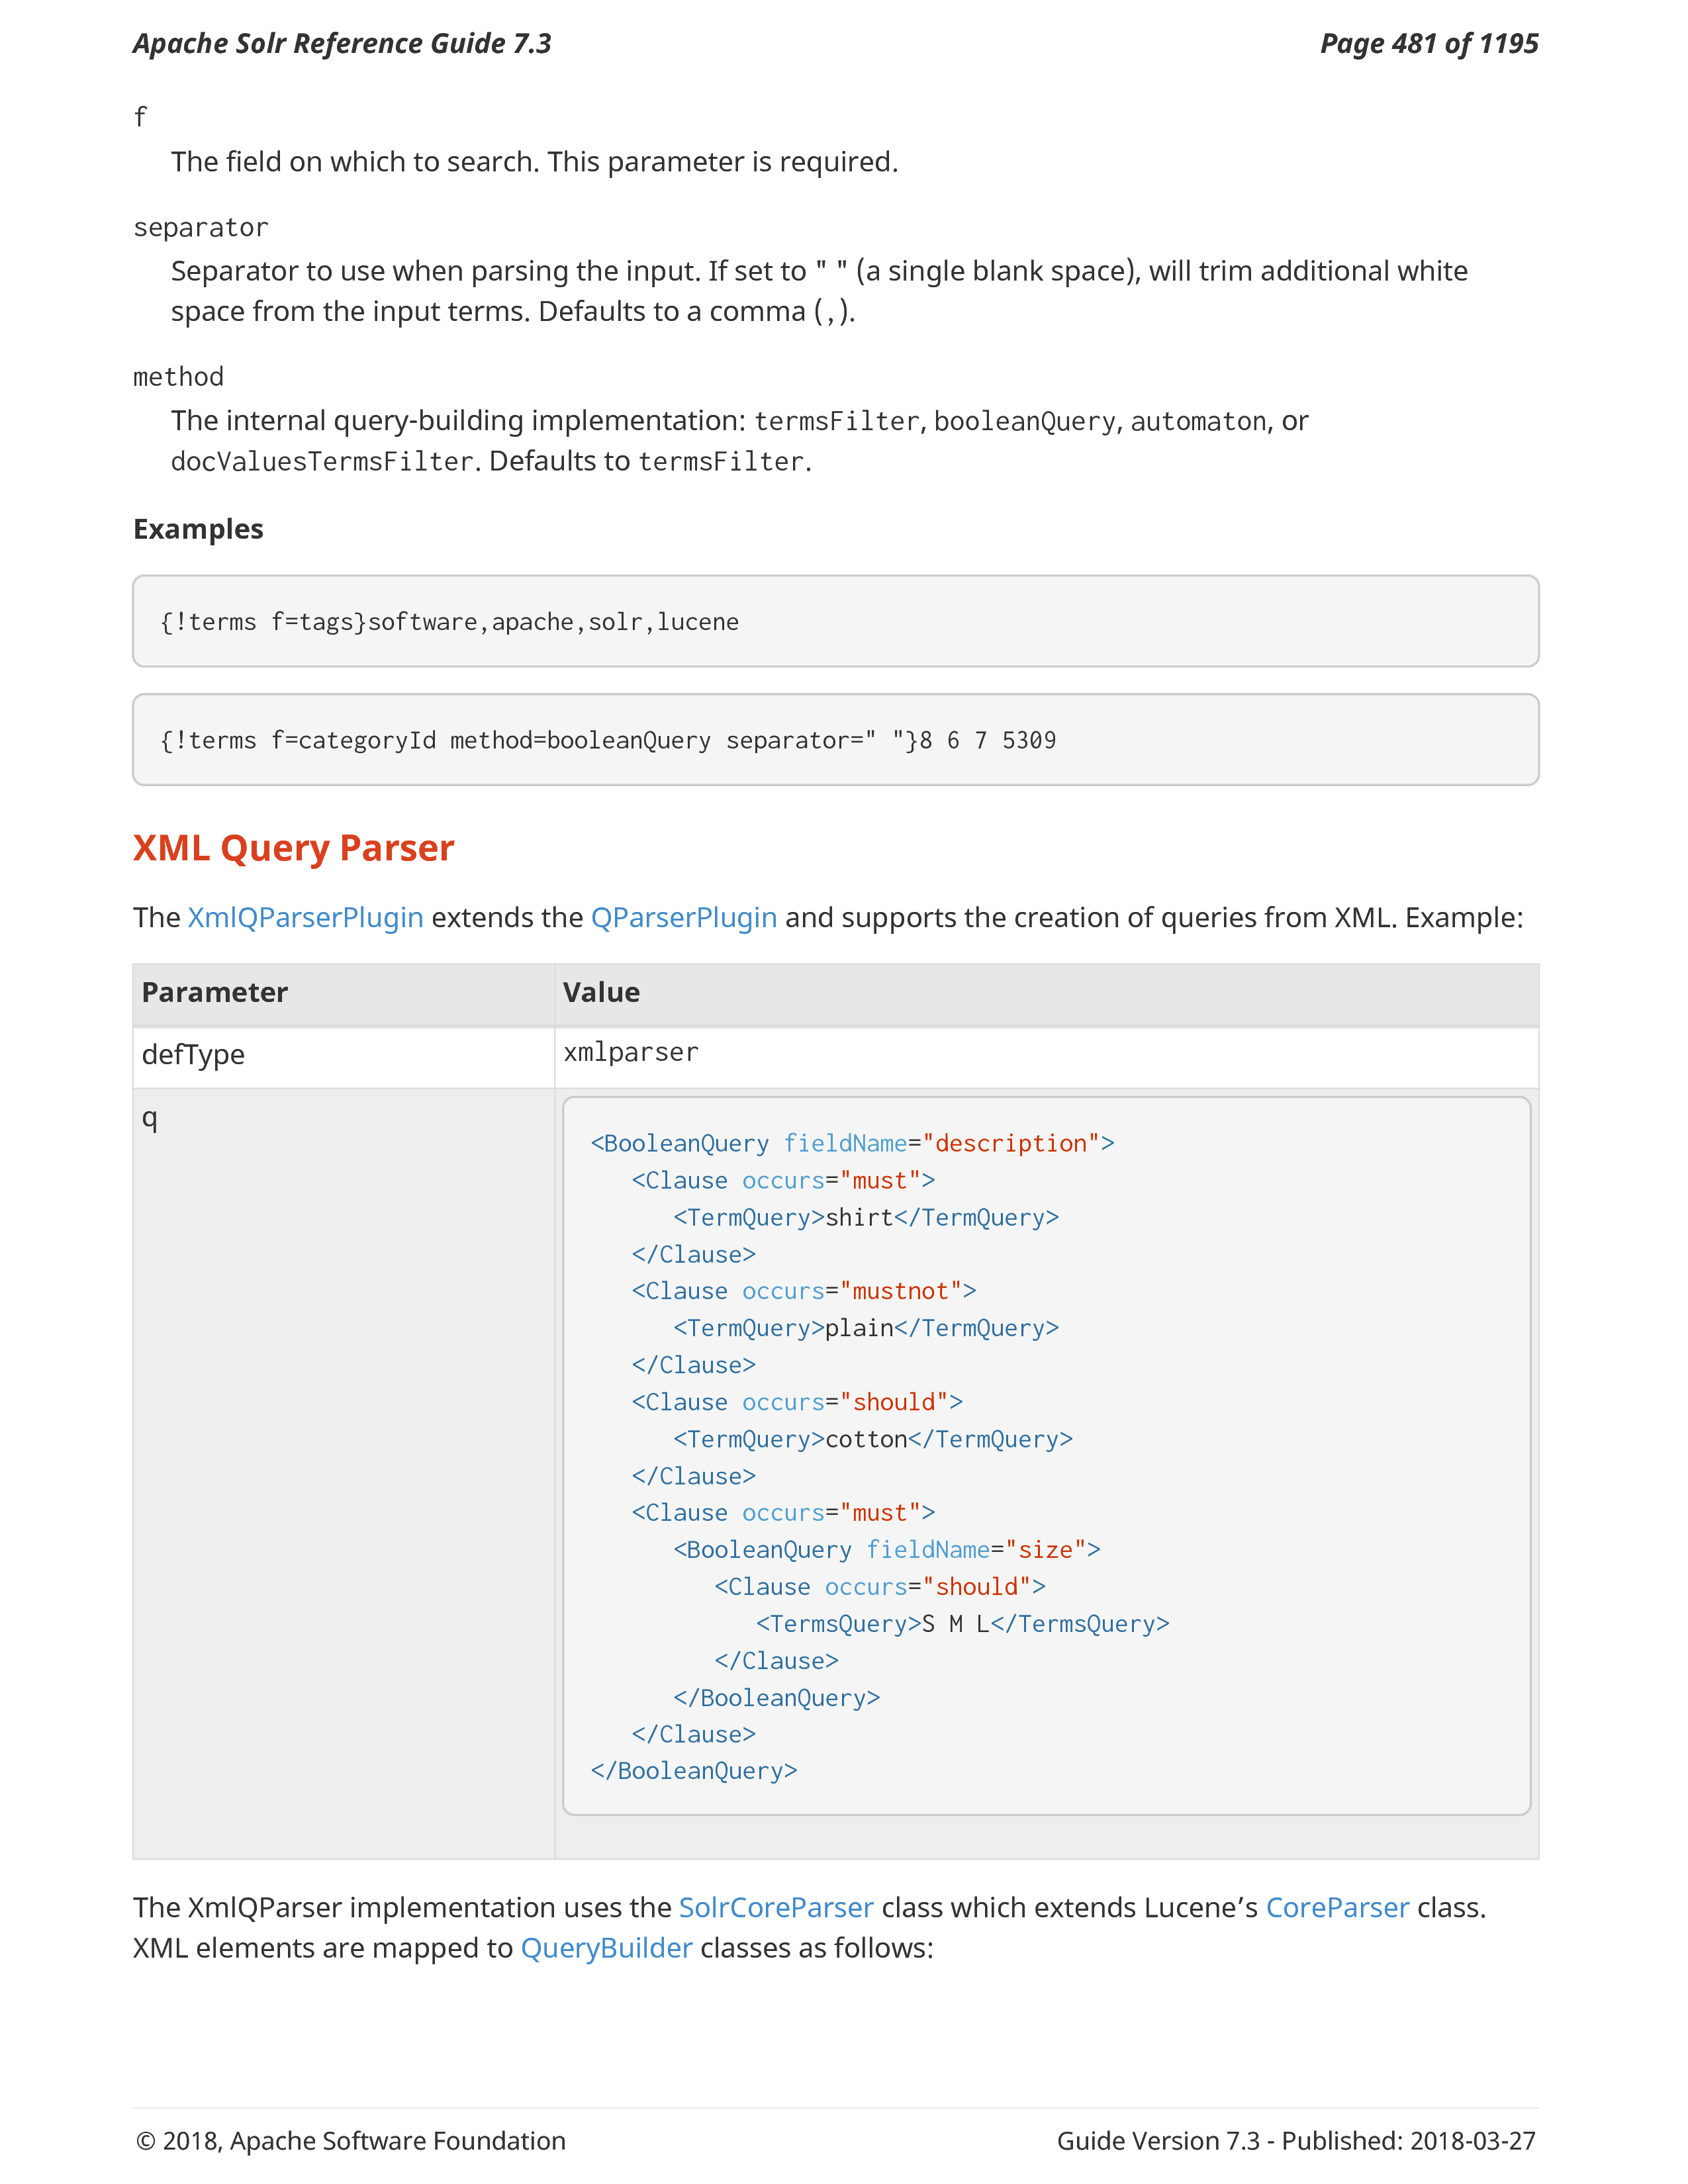 Apache Solr Reference Guide 7.3 Page 481 of 1195
f
The field on which to search. This parameter is required.
separator
Separator to use when parsing the input. If set to " " (a single blank space), will trim additional white
space from the input terms. Defaults to a comma (,).
method
The internal query-building implementation: termsFilter, booleanQuery, automaton, or
docValuesTermsFilter. Defaults to termsFilter.
Examples
{!terms f=tags}software,apache,solr,lucene
{!terms f=categoryId method=booleanQuery separator=" "}8 6 7 5309
XML Query Parser
The XmlQParserPlugin extends the QParserPlugin and supports the creation of queries from XML. Example:
Parameter Value
defType xmlparser
q
<BooleanQuery fieldName="description">
   <Clause occurs="must">
      <TermQuery>shirt</TermQuery>
   </Clause>
   <Clause occurs="mustnot">
      <TermQuery>plain</TermQuery>
   </Clause>
   <Clause occurs="should">
      <TermQuery>cotton</TermQuery>
   </Clause>
   <Clause occurs="must">
      <BooleanQuery fieldName="size">
         <Clause occurs="should">
            <TermsQuery>S M L</TermsQuery>
         </Clause>
      </BooleanQuery>
   </Clause>
</BooleanQuery>
The XmlQParser implementation uses the SolrCoreParser class which extends Lucene’s CoreParser class.
XML elements are mapped to QueryBuilder classes as follows:
© 2018, Apache Software Foundation Guide Version 7.3 - Published: 2018-03-27